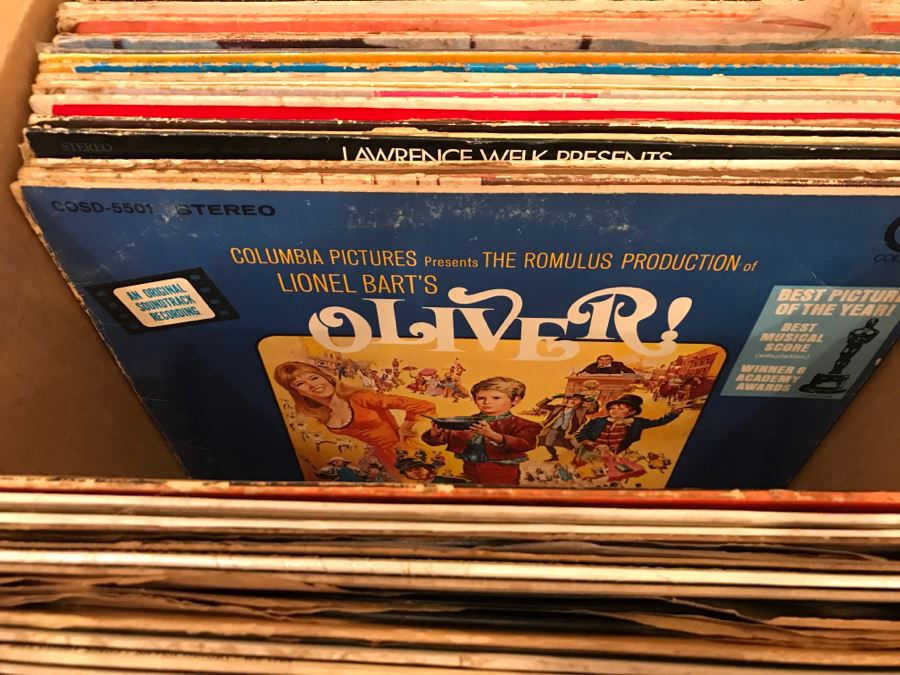 STEREO
LAWRENCE WELK PRESENTS
COSD-5501 STEREO
COLUMBIA PICTURES Presents THE ROMULUS PRODUCTION of
LIONEL BART'S
OLIVER!
AN ORIGINAL
SOUNDTRACK
RECORDING
BEST PICTURE
OF THE YEAR!
BEST
MUSICAL
SCORE
(adaptation)
WINNER 6
ACADEMY
AWARDS